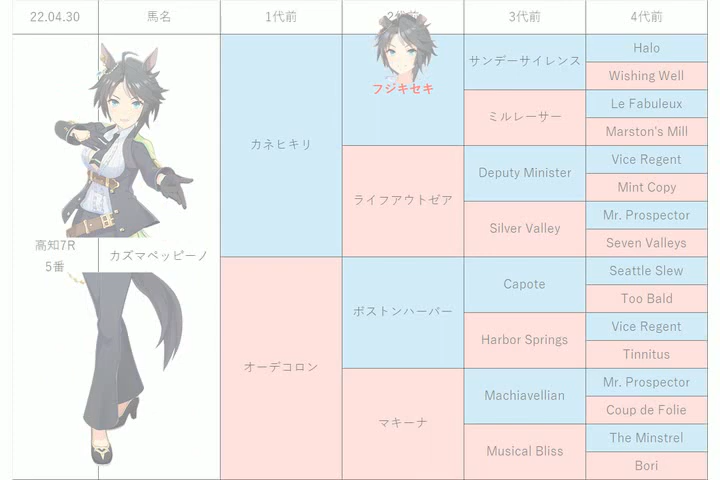 22.04.30
馬名
1代前
2代前
3代前
4代前
高知7R
5番
カズマペッピーノ
カネヒキリ
フジキセキ
サンデーサイレンス
Halo
Wishing Well
ミルレーサー
Le Fabuleux
Marston's Mill
ライフアウトゼア
Deputy Minister
Vice Regent
Mint Copy
Silver Valley
Mr. Prospector
Seven Valleys
オーデコロン
ボストンハーバー
Capote
Seattle Slew
Too Bald
Harbor Springs
Vice Regent
Tinnitus
マキーナ
Machiavellian
Mr. Prospector
Coup de Folie
Musical Bliss
The Minstrel
Bori